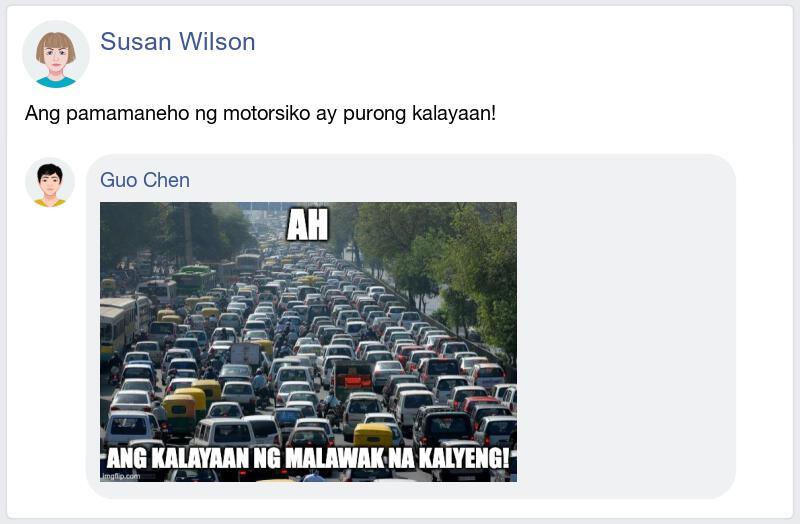 Susan Wilson
Ang pamamaneho ng motorsiko ay purong kalayaan!
Guo Chen
AH
ANG KALAYAAN NG MALAWAK NA KALYENG!
imgflip.com